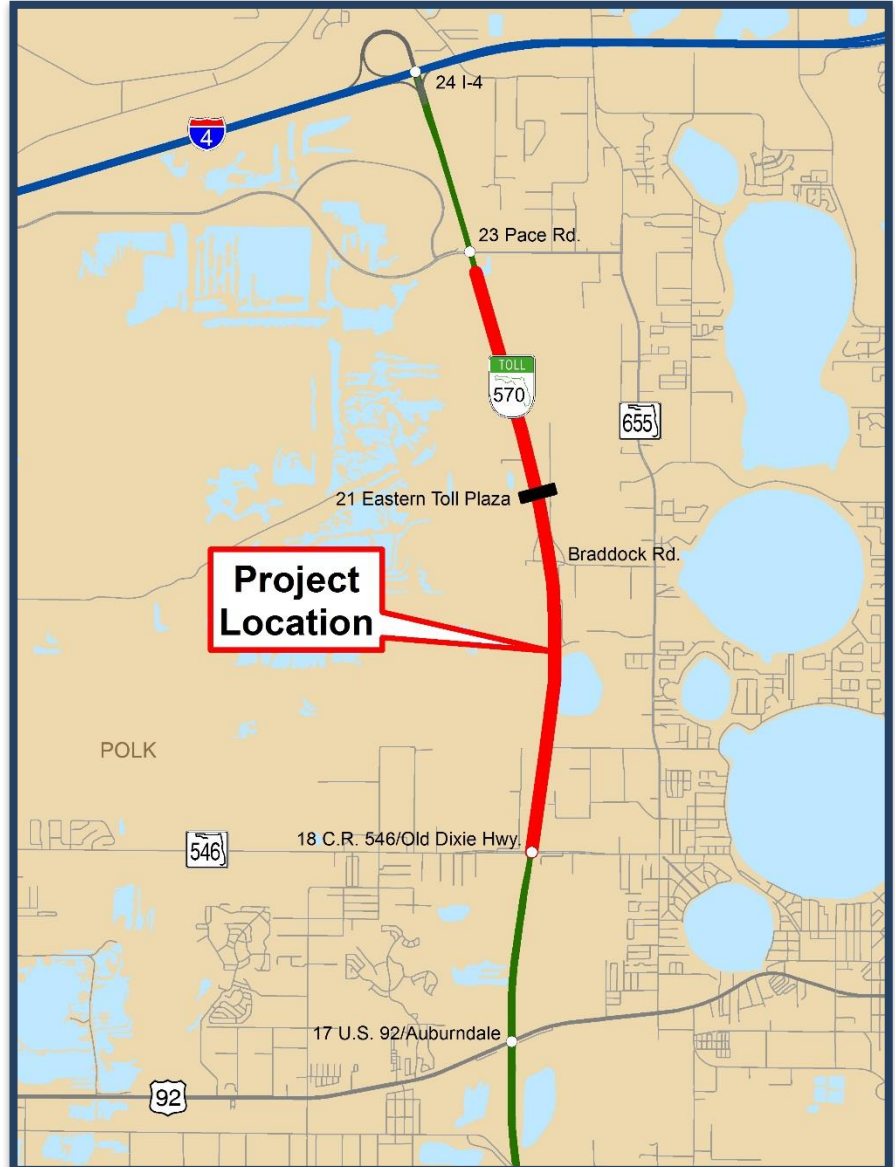 24 I-4
4
23 Pace Rd.
TOLL
570
655
21 Eastern Toll Plaza
Braddock Rd.
Project
Location
POLK
18 C.R. 546/Old Dixie Hwy.
546
17 U.S. 92/Auburndale
92